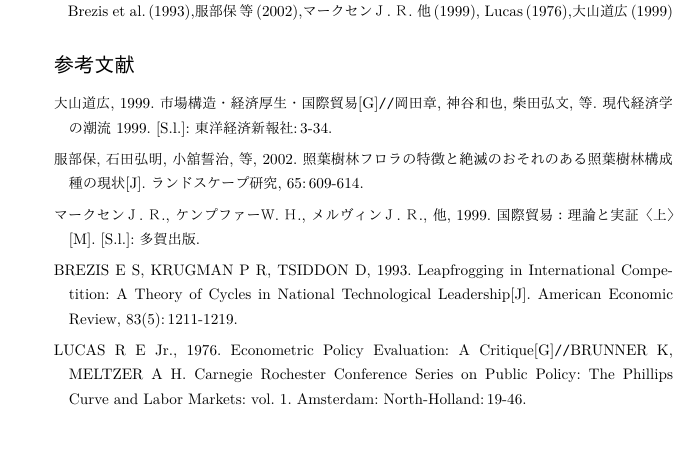 Brezis et al. (1993),服部保 等 (2002),マークセンＪ. Ｒ. 他 (1999), Lucas (1976),大山道広 (1999)
参考文献
大山道広, 1999. 市場構造・経済厚生・国際貿易[G]//岡田章, 神谷和也, 柴田弘文, 等. 現代経済学
の潮流 1999. [S.l.]: 東洋経済新報社: 3-34.
服部保, 石田弘明, 小舘誓治, 等, 2002. 照葉樹林フロラの特徴と絶滅のおそれのある照葉樹林構成
種の現状[J]. ランドスケープ研究, 65: 609-614.
マークセンＪ. Ｒ., ケンプファーＷ. Ｈ., メルヴィンＪ. Ｒ., 他, 1999. 国際貿易：理論と実証〈上〉
[M]. [S.l.]: 多賀出版.
BREZIS E S, KRUGMAN P R, TSIDDON D, 1993. Leapfrogging in International Compe-
tition: A Theory of Cycles in National Technological Leadership[J]. American Economic
Review, 83(5): 1211-1219.
LUCAS R E Jr., 1976. Econometric Policy Evaluation: A Critique[G]//BRUNNER K,
MELTZER A H. Carnegie Rochester Conference Series on Public Policy: The Phillips
Curve and Labor Markets: vol. 1. Amsterdam: North-Holland: 19-46.